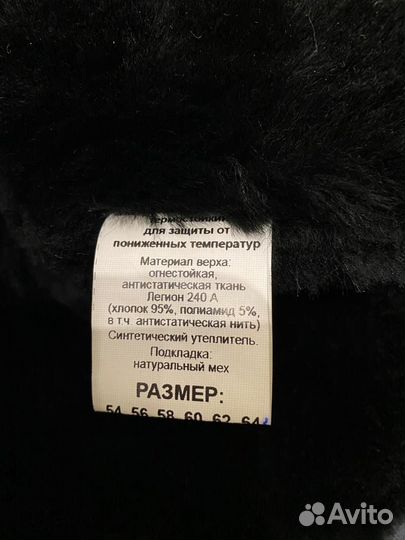 термостойкий
для защиты от
пониженных температур
Материал верха:
огнестойкая,
антистатическая ткань
Легион 240 А
(хлопок 95%, полиамид 5%,
в т.ч. антистатическая нить)
Синтетический утеплитель.
Подкладка:
натуральный мех
РАЗМЕР:
54 56 58 60 62 64
Avito